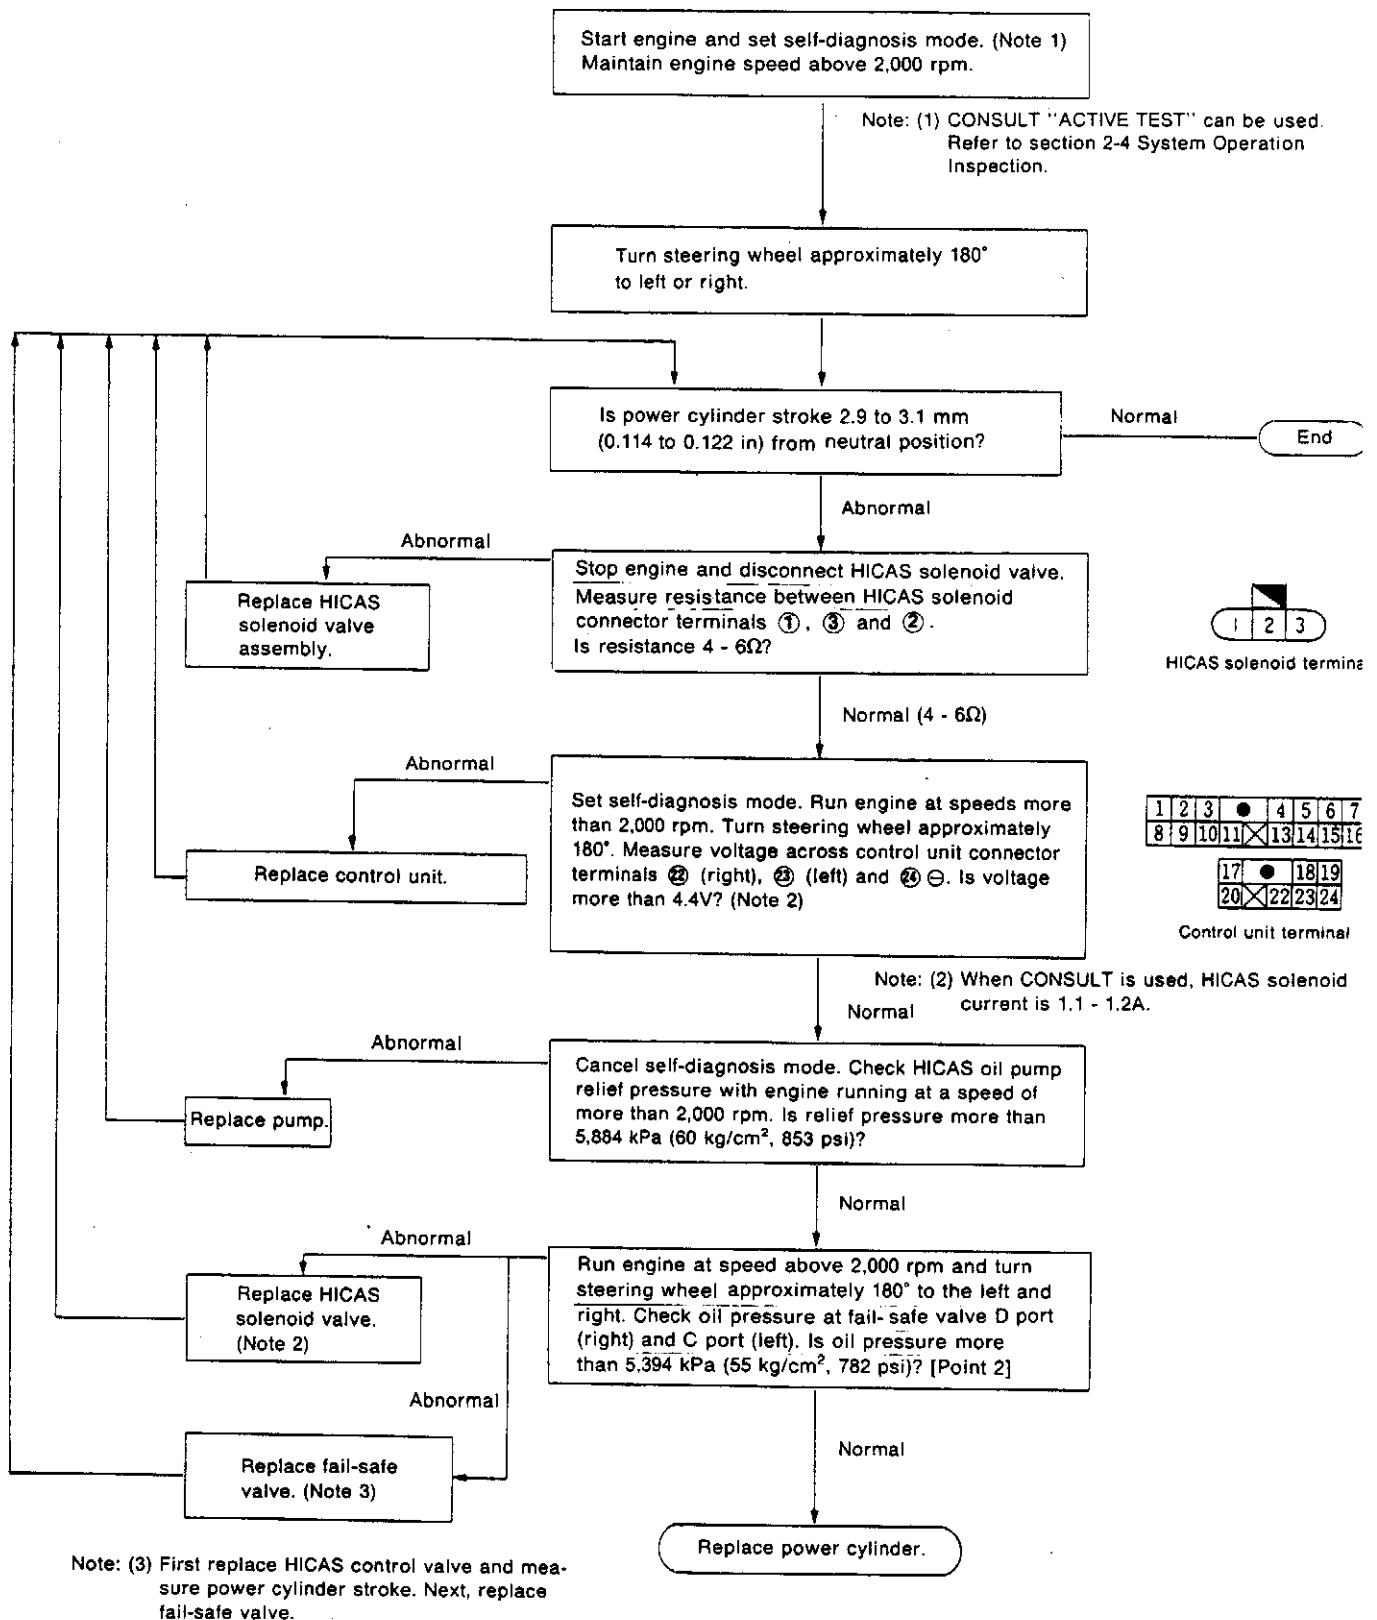 Start engine and set self-diagnosis mode. (Note 1)
Maintain engine speed above 2,000 rpm.
Note: (1) CONSULT "ACTIVE TEST" can be used.
Refer to section 2-4 System Operation
Inspection.
Turn steering wheel approximately 180°
to left or right.
Is power cylinder stroke 2.9 to 3.1 mm
(0.114 to 0.122 in) from neutral position?
Normal
End
Abnormal
Abnormal
Stop engine and disconnect HICAS solenoid valve.
Measure resistance between HICAS solenoid
connector terminals ①, ③ and ②.
Is resistance 4 - 6Ω?
Replace HICAS
solenoid valve
assembly.
1 2 3
HICAS solenoid termina
Normal (4 - 6Ω)
Abnormal
Set self-diagnosis mode. Run engine at speeds more
than 2,000 rpm. Turn steering wheel approximately
180°. Measure voltage across control unit connector
terminals ㉒ (right), ㉓ (left) and ㉔ ⊖. Is voltage
more than 4.4V? (Note 2)
Replace control unit.
1 2 3 ● 4 5 6 7
8 9 10 11 13 14 15 16
17 ● 18 19
20 22 23 24
Control unit terminal
Note: (2) When CONSULT is used, HICAS solenoid
current is 1.1 - 1.2A.
Normal
Abnormal
Cancel self-diagnosis mode. Check HICAS oil pump
relief pressure with engine running at a speed of
more than 2,000 rpm. Is relief pressure more than
5,884 kPa (60 kg/cm², 853 psi)?
Replace pump.
Normal
Abnormal
Run engine at speed above 2,000 rpm and turn
steering wheel approximately 180° to the left and
right. Check oil pressure at fail-safe valve D port
(right) and C port (left). Is oil pressure more
than 5,394 kPa (55 kg/cm², 782 psi)? [Point 2]
Replace HICAS
solenoid valve.
(Note 2)
Abnormal
Normal
Replace fail-safe
valve. (Note 3)
Replace power cylinder.
Note: (3) First replace HICAS control valve and mea-
sure power cylinder stroke. Next, replace
fail-safe valve.